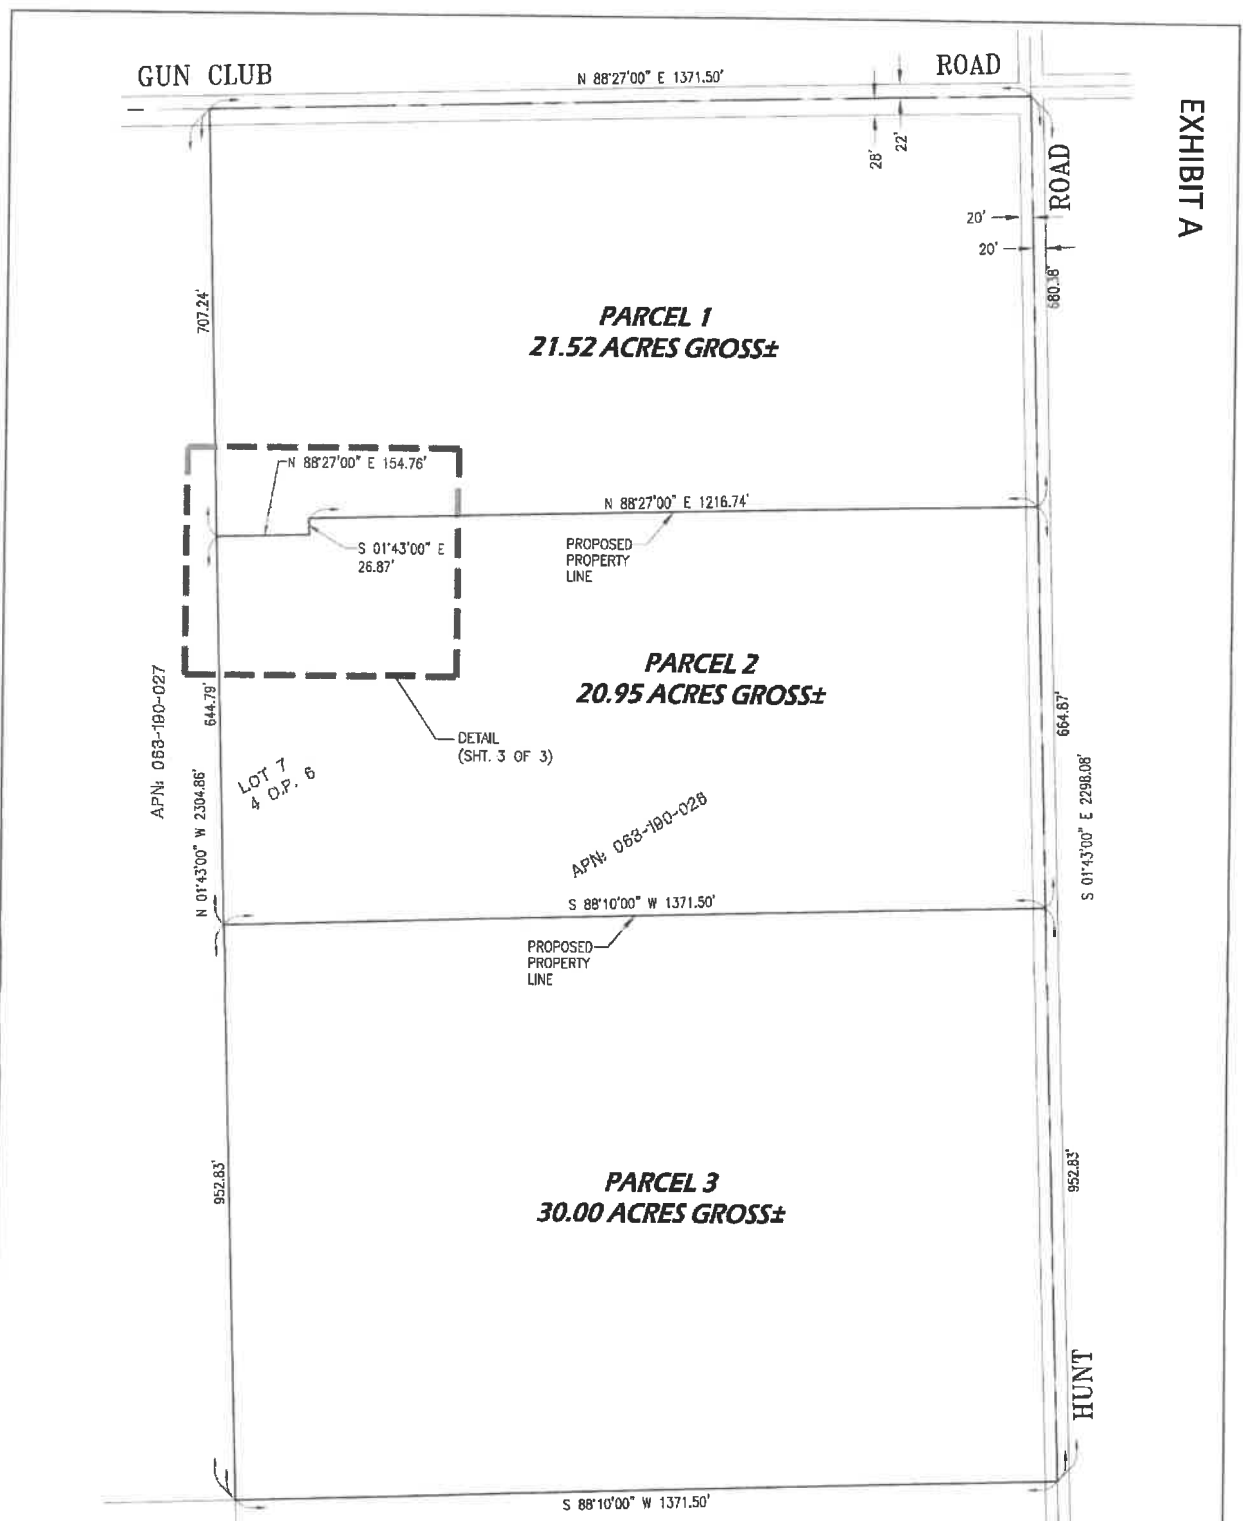 GUN CLUB
ROAD
N 88°27'00" E 1371.50'
EXHIBIT A
28'
22'
ROAD
20'
20'
680.38'
707.24'
PARCEL 1
21.52 ACRES GROSS±
N 88°27'00" E 154.76'
N 88°27'00" E 1216.74'
S 01°43'00" E
26.87'
PROPOSED
PROPERTY
LINE
PARCEL 2
20.95 ACRES GROSS±
APN: 063-190-027
644.79'
664.87'
DETAIL
(SHT. 3 OF 3)
LOT 7
4 O.P. 6
N 01°43'00" W 2304.86'
S 01°43'00" E 2298.08'
APN: 063-190-028
S 88°10'00" W 1371.50'
PROPOSED
PROPERTY
LINE
952.83'
952.83'
PARCEL 3
30.00 ACRES GROSS±
HUNT
S 88°10'00" W 1371.50'